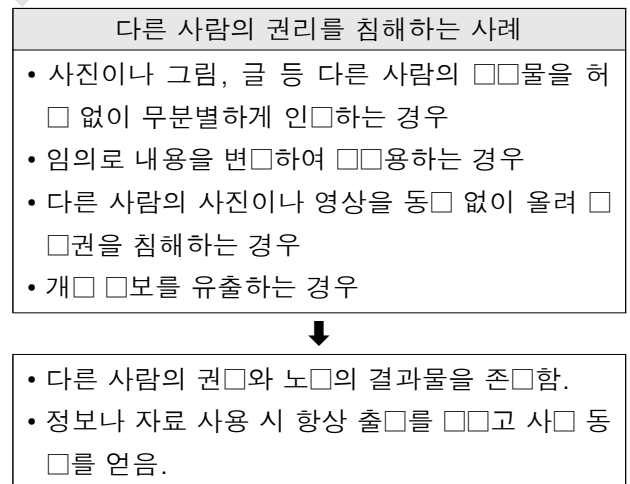 다른 사람의 권리를 침해하는 사례
• 사진이나 그림, 글 등 다른 사람의 □□물을 허
□ 없이 무분별하게 인□하는 경우
• 임의로 내용을 변□하여 □□용하는 경우
• 다른 사람의 사진이나 영상을 동□ 없이 올려 □
□권을 침해하는 경우
• 개□ □보를 유출하는 경우
• 다른 사람의 권□와 노□의 결과물을 존□함.
• 정보나 자료 사용 시 항상 출□를 □□고 사□ 동
□를 얻음.